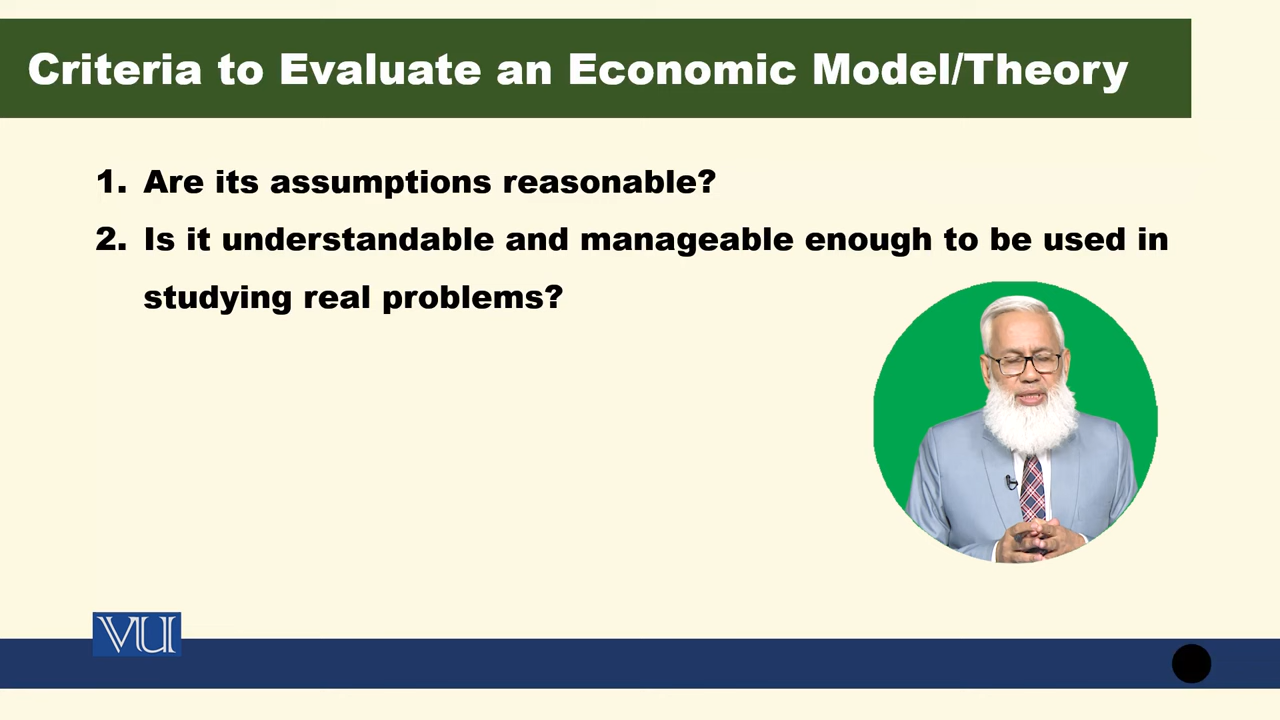 Criteria to Evaluate an Economic Model/Theory
1. Are its assumptions reasonable?
2. Is it understandable and manageable enough to be used in
studying real problems?
VU